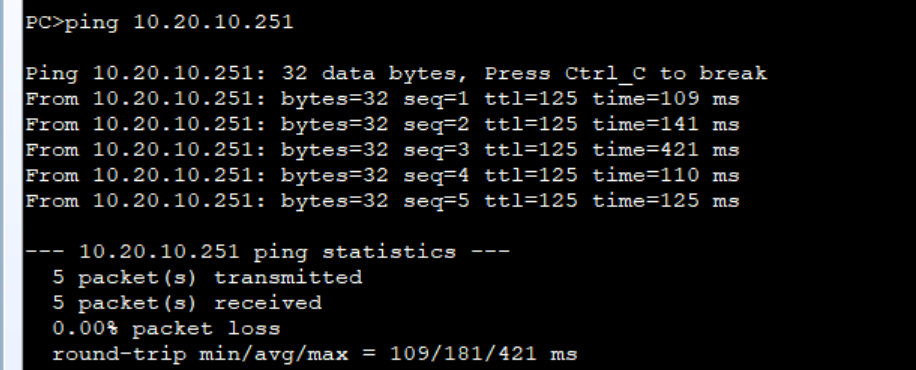 PC>ping 10.20.10.251
Ping 10.20.10.251: 32 data bytes, Press Ctrl_C to break
From 10.20.10.251: bytes=32 seq=1 ttl=125 time=109 ms
From 10.20.10.251: bytes=32 seq=2 ttl=125 time=141 ms
From 10.20.10.251: bytes=32 seq=3 ttl=125 time=421 ms
From 10.20.10.251: bytes=32 seq=4 ttl=125 time=110 ms
From 10.20.10.251: bytes=32 seq=5 ttl=125 time=125 ms
--- 10.20.10.251 ping statistics ---
5 packet(s) transmitted
5 packet(s) received
0.00% packet loss
round-trip min/avg/max = 109/181/421 ms